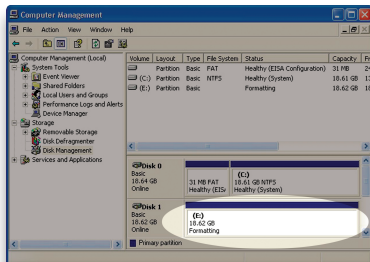 Computer Management
File Action View Window Help
Computer Management (Local)
System Tools
Event Viewer
Shared Folders
Local Users and Groups
Performance Logs and Alerts
Device Manager
Storage
Removable Storage
Disk Defragmenter
Disk Management
Services and Applications
Volume Layout Type File System Status Capacity
Partition Basic FAT Healthy (EISA Configuration) 31 MB
(C:) Partition Basic NTFS Healthy (System) 18.61 GB
(E:) Partition Basic Formatting 18.62 GB
Disk 0
Basic
18.64 GB
Online
31 MB FAT
Healthy (EIS
(C:)
18.61 GB NTFS
Healthy (System)
Disk 1
Basic
18.62 GB
Online
(E:)
18.62 GB
Formatting
Primary partition